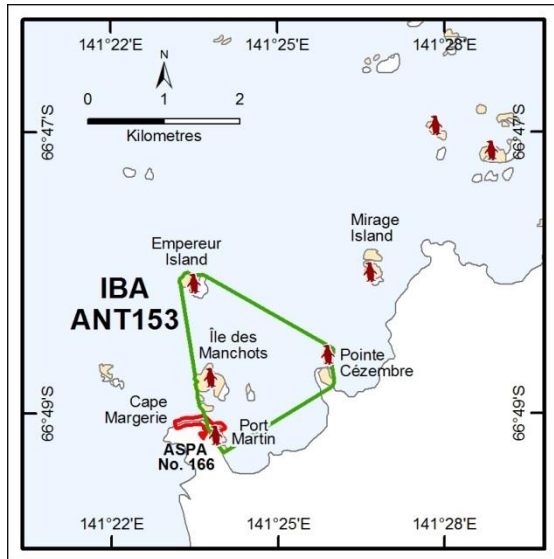 141°22'E 141°25'E 141°28'E
N
0 1 2
Kilometres
66°47'S 66°47'S
Mirage
Island
Empereur
Island
IBA
ANT153
Île des
Manchots
Pointe
Cézembre
Cape
Margerie
66°49'S 66°49'S
Port
Martin
ASPA
No. 166
141°22'E 141°25'E 141°28'E